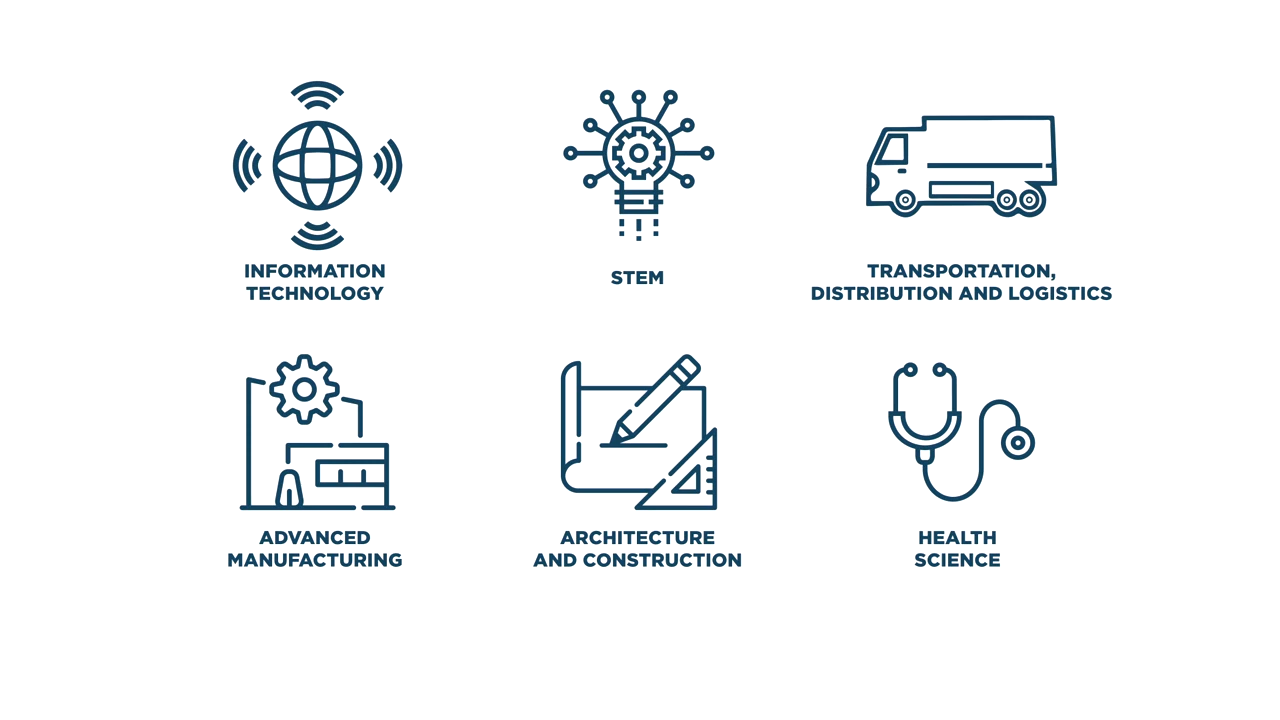 INFORMATION
TECHNOLOGY
STEM
TRANSPORTATION,
DISTRIBUTION AND LOGISTICS
ADVANCED
MANUFACTURING
ARCHITECTURE
AND CONSTRUCTION
HEALTH
SCIENCE